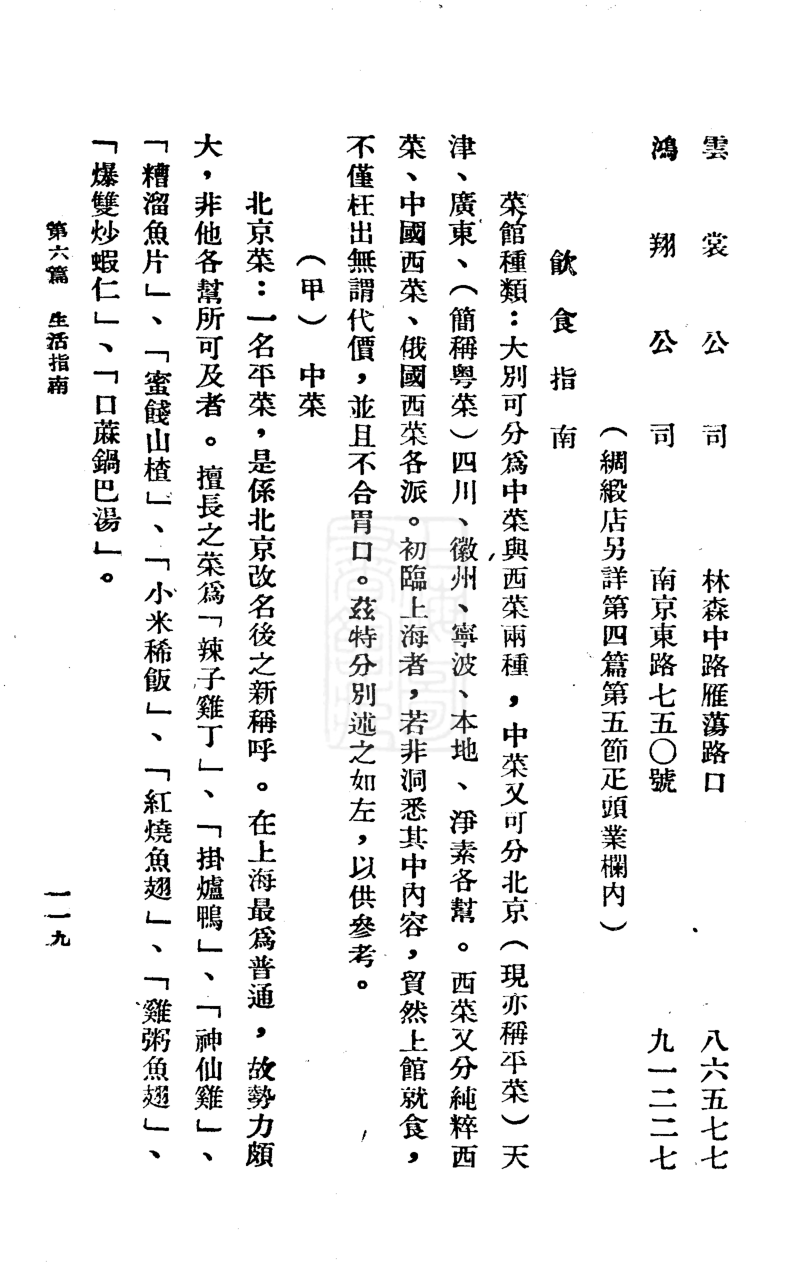 雲裳公司　林森中路雁蕩路口　八六五七七
鴻翔公司　南京東路七五〇號　九一二二七
（綢緞店另詳第四篇第五節疋頭業欄內）
飲食指南
菜館種類：大別可分爲中菜與西菜兩種，中菜又可分北京（現亦稱平菜）天
津、廣東、（簡稱粵菜）四川、徽州、寧波、本地、淨素各幫。西菜又分純粹西
菜、中國西菜、俄國西菜各派。初臨上海者，若非洞悉其中內容，貿然上館就食，
不僅枉出無謂代價，並且不合胃口。茲特分別述之如左，以供參考。
（甲）　中菜
北京菜：一名平菜，是係北京改名後之新稱呼。在上海最爲普通，故勢力頗
大，非他各幫所可及者。擅長之菜爲「辣子雞丁」、「掛爐鴨」、「神仙雞」、
「糟溜魚片」、「蜜餞山楂」、「小米稀飯」、「紅燒魚翅」、「雞粥魚翅」、
「爆雙炒蝦仁」、「口蔴鍋巴湯」。
第六篇　生活指南
一一九